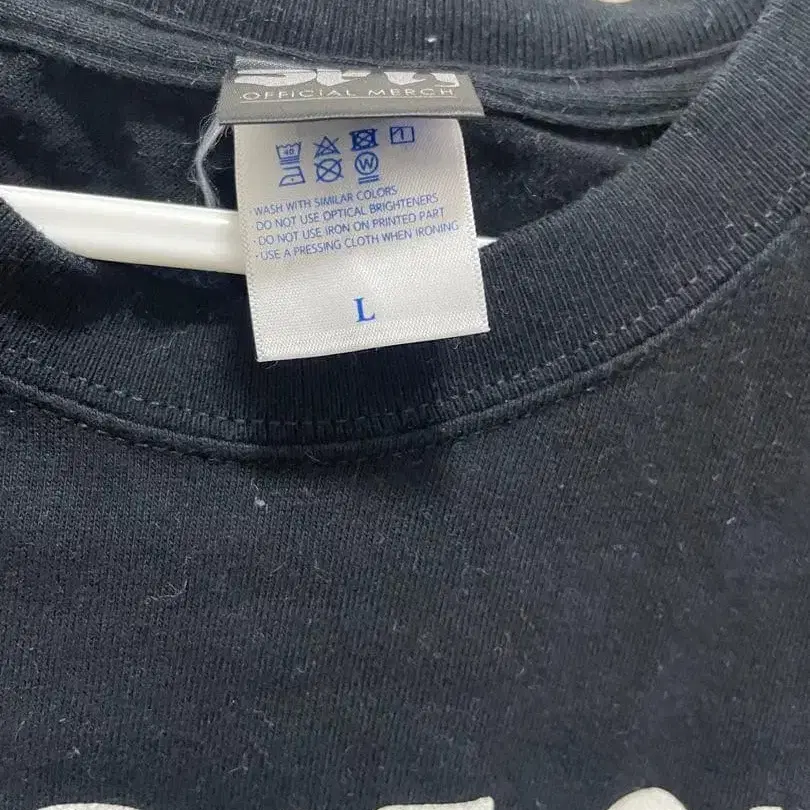 OFFICIAL MERCH
40
W
· WASH WITH SIMILAR COLORS
· DO NOT USE OPTICAL BRIGHTENERS
· DO NOT USE IRON ON PRINTED PART
· USE A PRESSING CLOTH WHEN IRONING
L